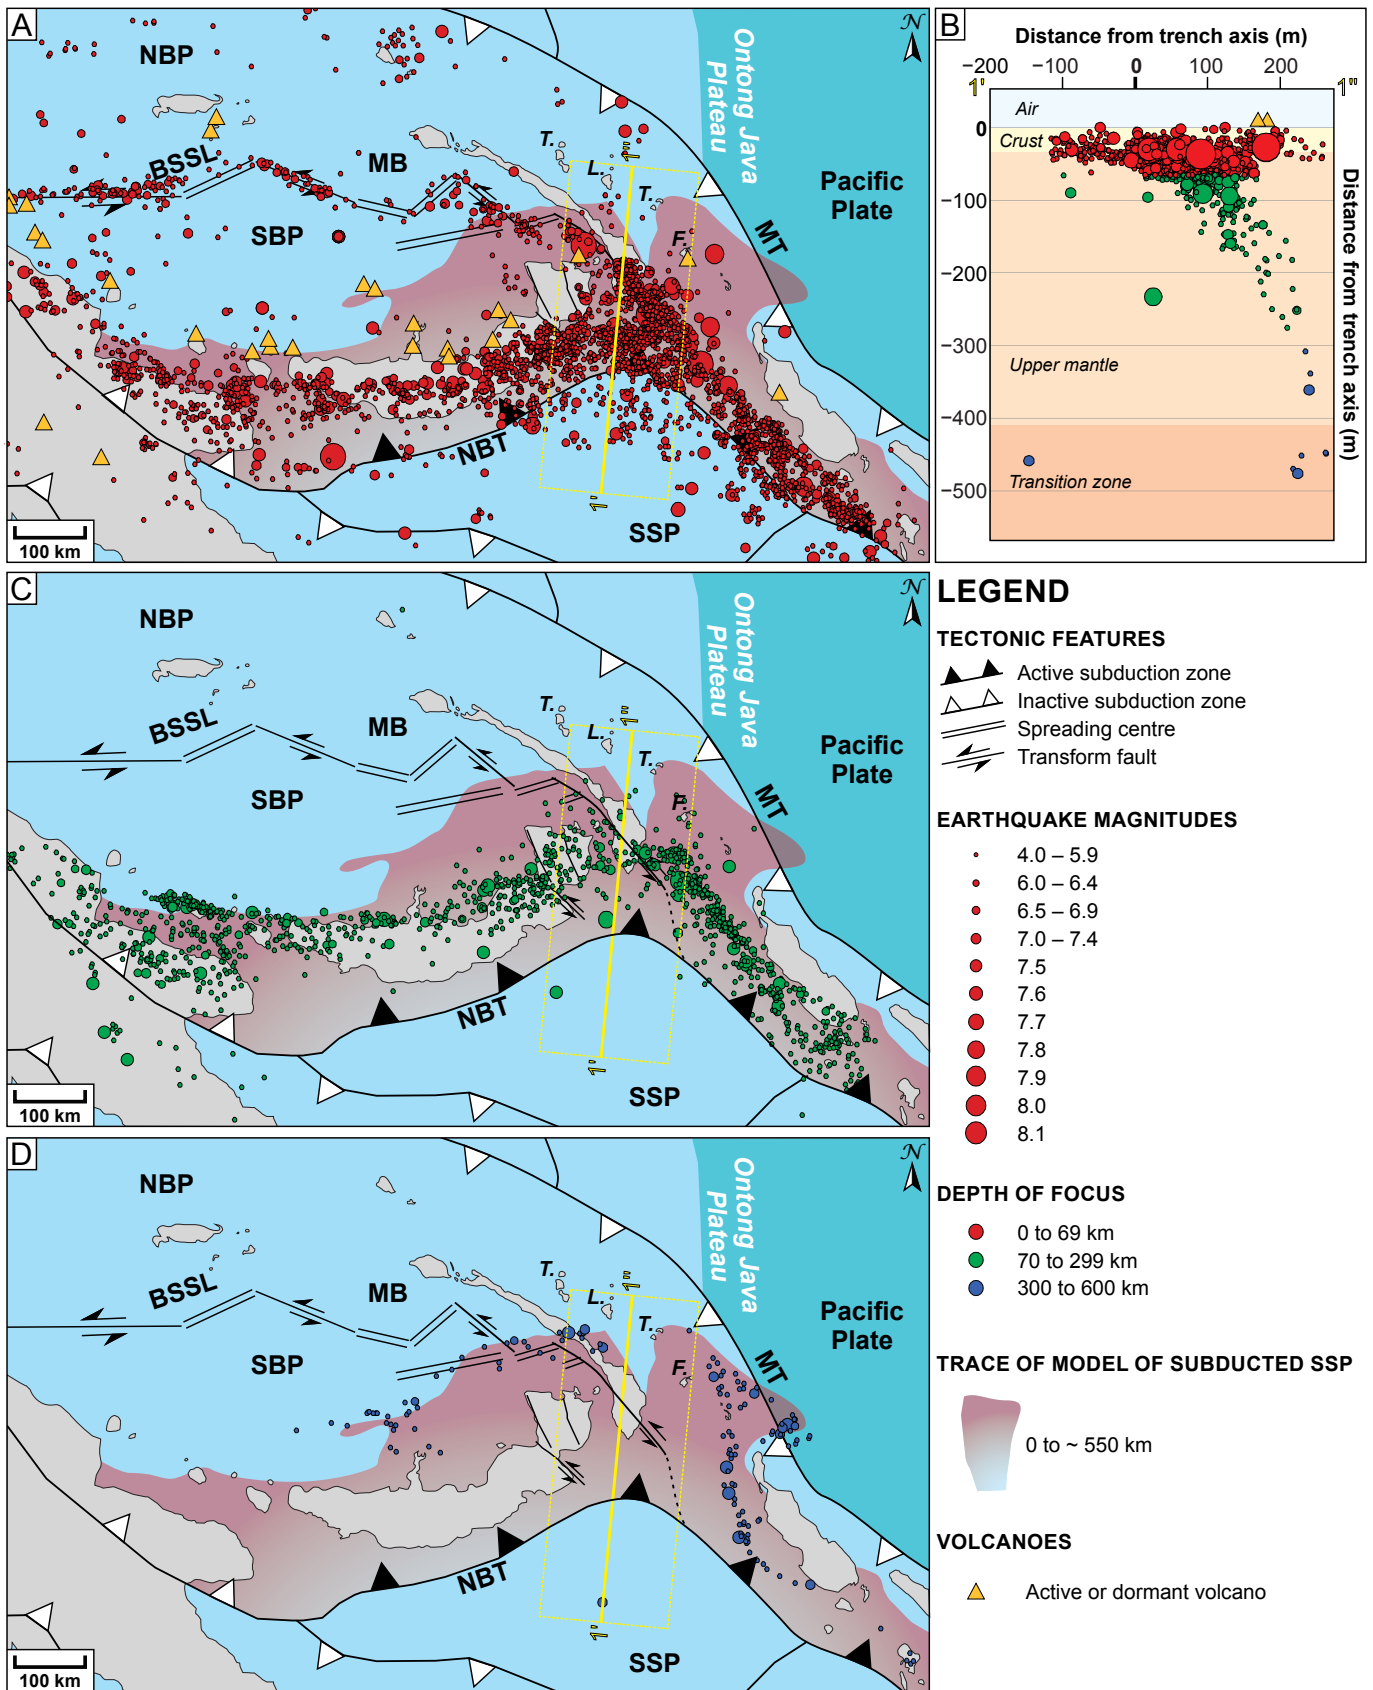 A
N
NBP
Ontong Java
Plateau
T.
BSSL
MB
L.
1''
T.
Pacific
Plate
SBP
F.
MT
NBT
1'
SSP
100 km
B
Distance from trench axis (m)
−200 −100 0 100 200
1' 1''
Air
0
Crust
−100
−200
−300
Upper mantle
−400
Transition zone
−500
Distance from trench axis (m)
C
N
NBP
Ontong Java
Plateau
T.
BSSL
MB
L.
1''
T.
Pacific
Plate
SBP
F.
MT
NBT
1'
SSP
100 km
D
N
NBP
Ontong Java
Plateau
T.
BSSL
MB
L.
1''
T.
Pacific
Plate
SBP
F.
MT
NBT
1'
SSP
100 km
LEGEND
TECTONIC FEATURES
Active subduction zone
Inactive subduction zone
Spreading centre
Transform fault
EARTHQUAKE MAGNITUDES
4.0 – 5.9
6.0 – 6.4
6.5 – 6.9
7.0 – 7.4
7.5
7.6
7.7
7.8
7.9
8.0
8.1
DEPTH OF FOCUS
0 to 69 km
70 to 299 km
300 to 600 km
TRACE OF MODEL OF SUBDUCTED SSP
0 to ~ 550 km
VOLCANOES
Active or dormant volcano